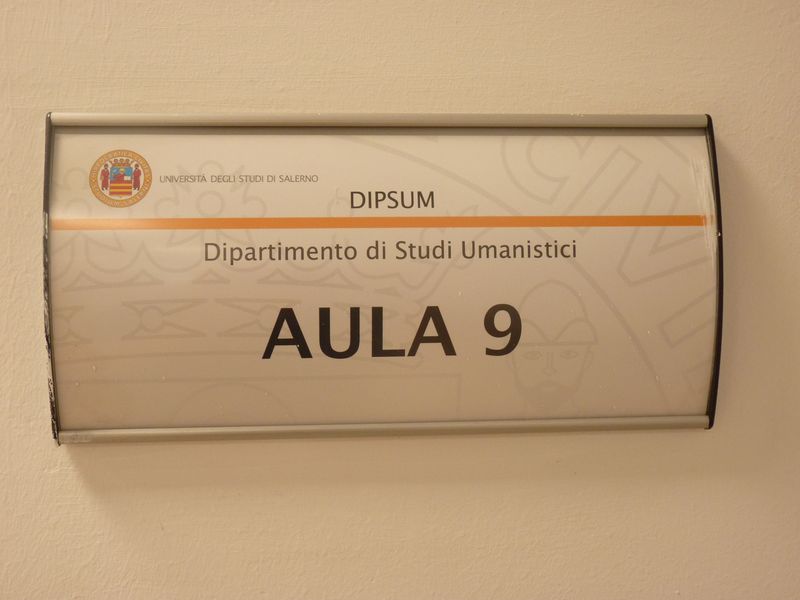 UNIVERSITÀ DEGLI STUDI DI SALERNO
DIPSUM
Dipartimento di Studi Umanistici
AULA 9